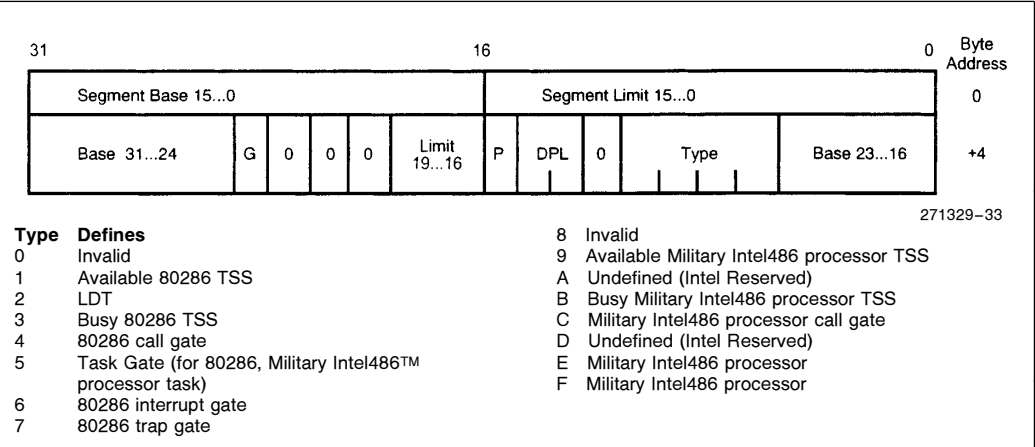 31 16 0 Byte
Address
Segment Base 15...0 Segment Limit 15...0 0
Base 31...24 G 0 0 0 Limit
19...16 P DPL 0 Type Base 23...16 +4
271329–33
Type Defines
0 Invalid
1 Available 80286 TSS
2 LDT
3 Busy 80286 TSS
4 80286 call gate
5 Task Gate (for 80286, Military Intel486™
processor task)
6 80286 interrupt gate
7 80286 trap gate
8 Invalid
9 Available Military Intel486 processor TSS
A Undefined (Intel Reserved)
B Busy Military Intel486 processor TSS
C Military Intel486 processor call gate
D Undefined (Intel Reserved)
E Military Intel486 processor
F Military Intel486 processor